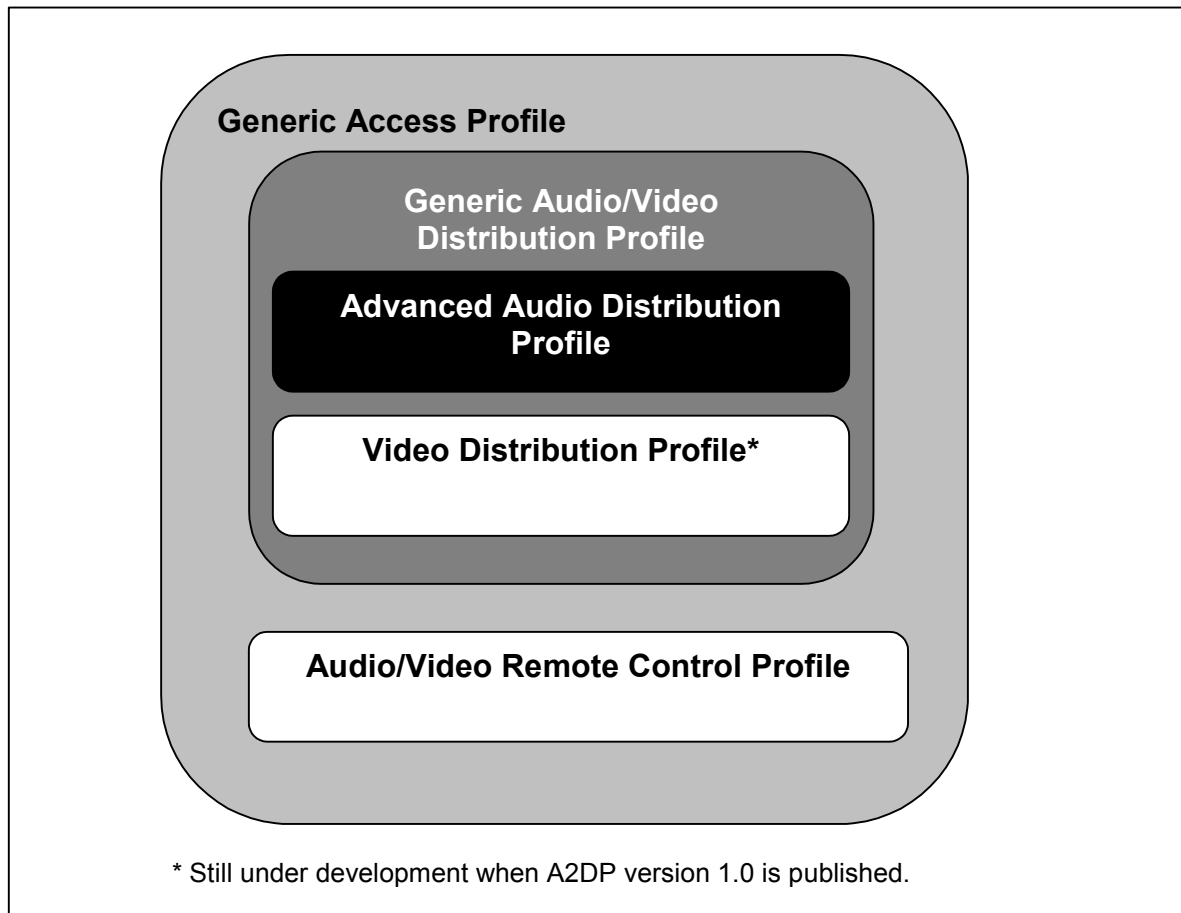 Generic Access Profile
Generic Audio/Video
Distribution Profile
Advanced Audio Distribution
Profile
Video Distribution Profile*
Audio/Video Remote Control Profile
* Still under development when A2DP version 1.0 is published.